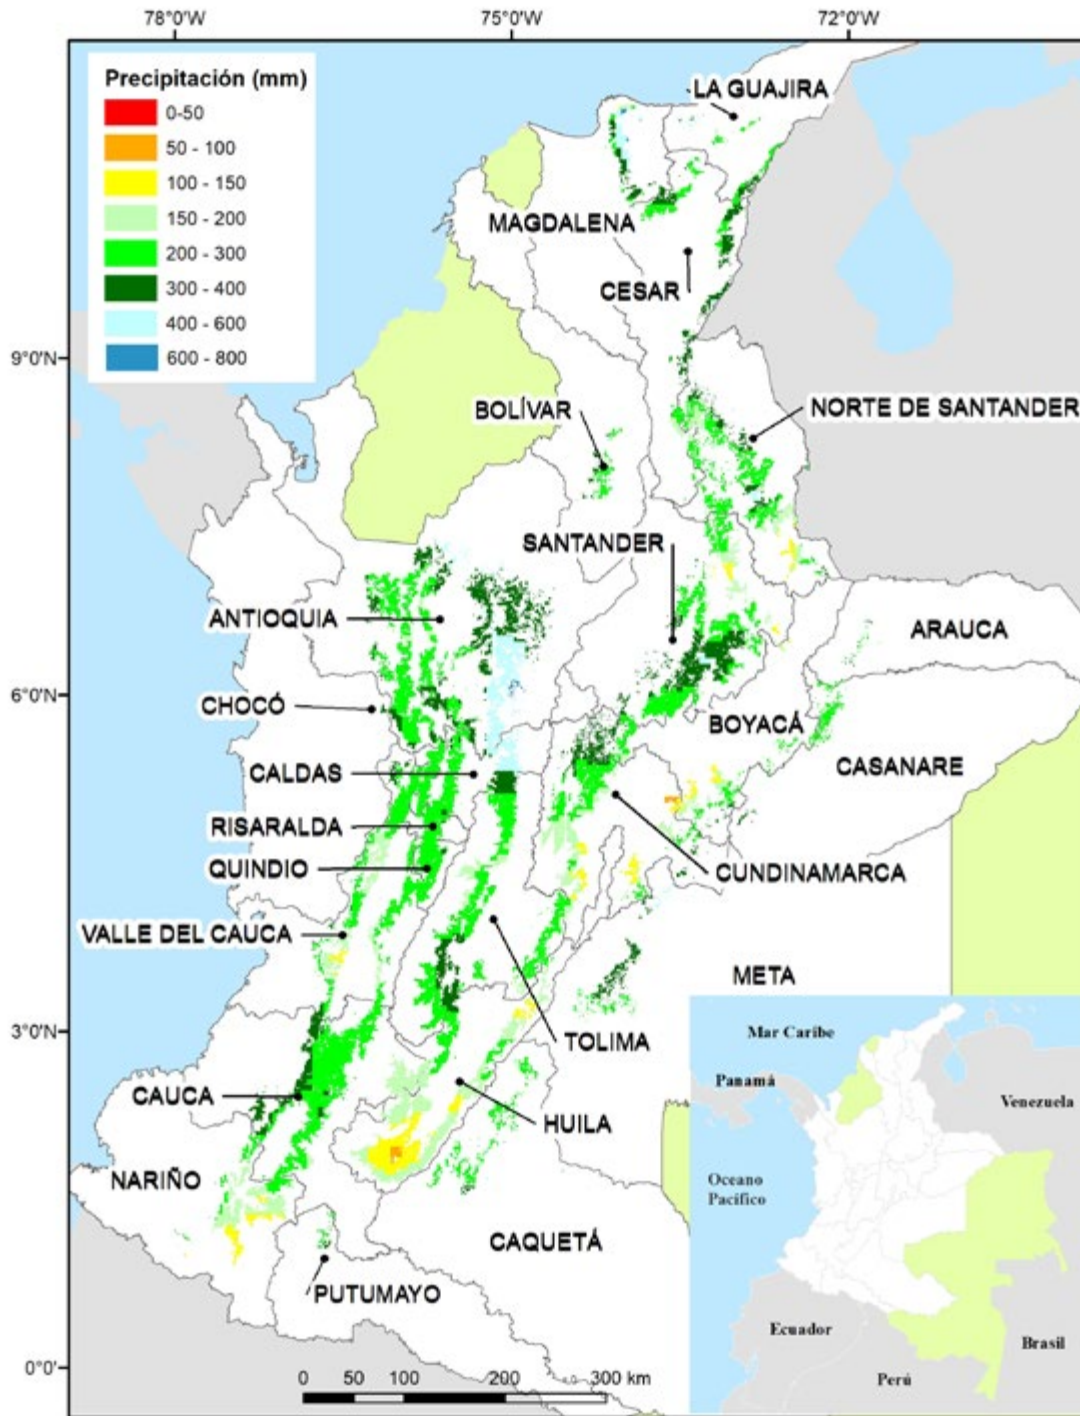 78°0'W
75°0'W
72°0'W
Precipitación (mm)
0-50
50 - 100
100 - 150
150 - 200
200 - 300
300 - 400
400 - 600
600 - 800
LA GUAJIRA
MAGDALENA
CESAR
9°0'N
BOLÍVAR
NORTE DE SANTANDER
SANTANDER
ANTIOQUIA
ARAUCA
6°0'N
CHOCÓ
BOYACÁ
CALDAS
CASANARE
RISARALDA
QUINDIO
CUNDINAMARCA
VALLE DEL CAUCA
META
3°0'N
TOLIMA
CAUCA
HUILA
NARIÑO
CAQUETÁ
PUTUMAYO
0°0'
0 50 100 200 300 km
Mar Caribe
Panamá
Venezuela
Oceano
Pacífico
Ecuador
Brasil
Perú